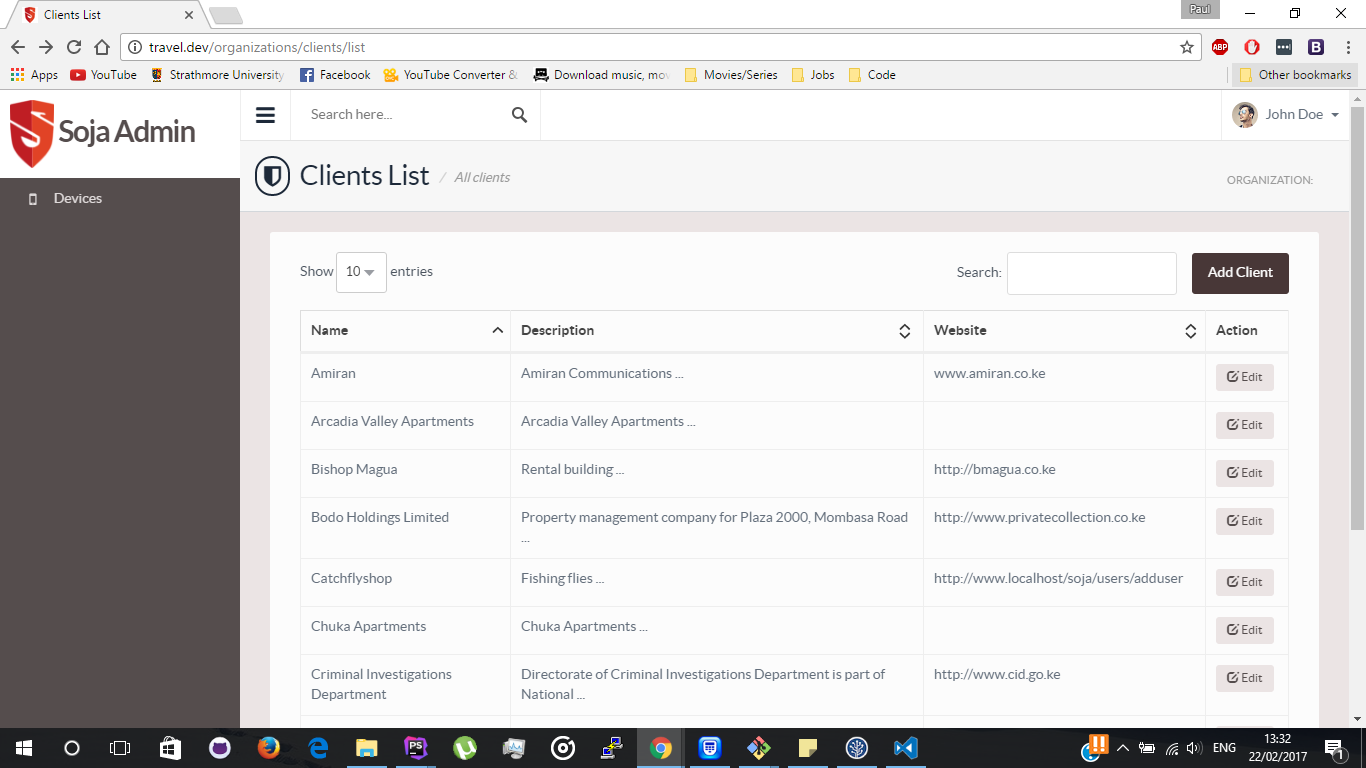 Clients List
Paul
travel.dev/organizations/clients/list
ABP
B
Apps
YouTube
Strathmore University
Facebook
YouTube Converter &
Download music, mov
Movies/Series
Jobs
Code
Other bookmarks
Soja Admin
Search here...
John Doe
Devices
Clients List / All clients
ORGANIZATION:
Show 10 entries
Search:
Add Client
Name Description Website Action
Amiran Amiran Communications ... www.amiran.co.ke Edit
Arcadia Valley Apartments Arcadia Valley Apartments ... Edit
Bishop Magua Rental building ... http://bmagua.co.ke Edit
Bodo Holdings Limited Property management company for Plaza 2000, Mombasa Road http://www.privatecollection.co.ke Edit
...
Catchflyshop Fishing flies ... http://www.localhost/soja/users/adduser Edit
Chuka Apartments Chuka Apartments ... Edit
Criminal Investigations Directorate of Criminal Investigations Department is part of http://www.cid.go.ke Edit
Department National ...
PS
ENG
13:32
22/02/2017
1